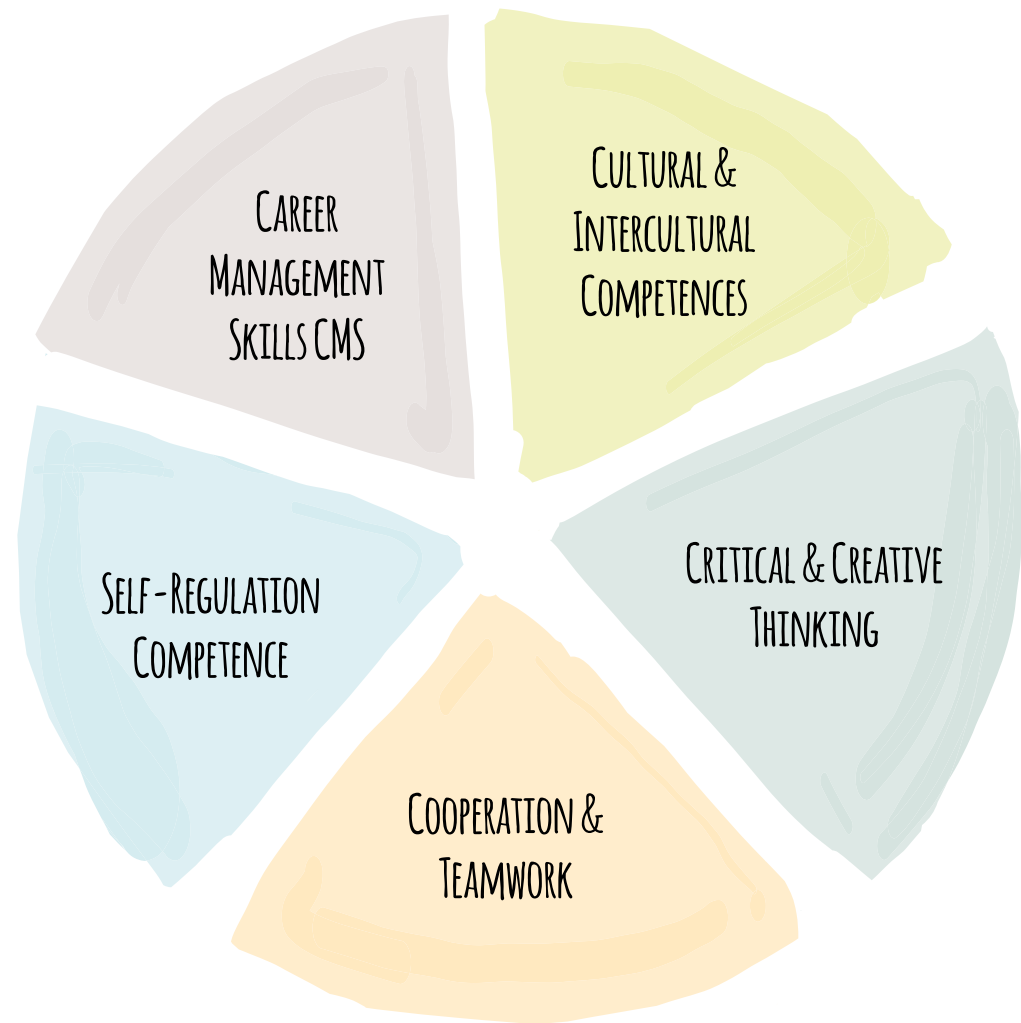 Career
Management
Skills CMS
Cultural &
Intercultural
Competences
Critical & Creative
Thinking
Cooperation &
Teamwork
Self-Regulation
Competence